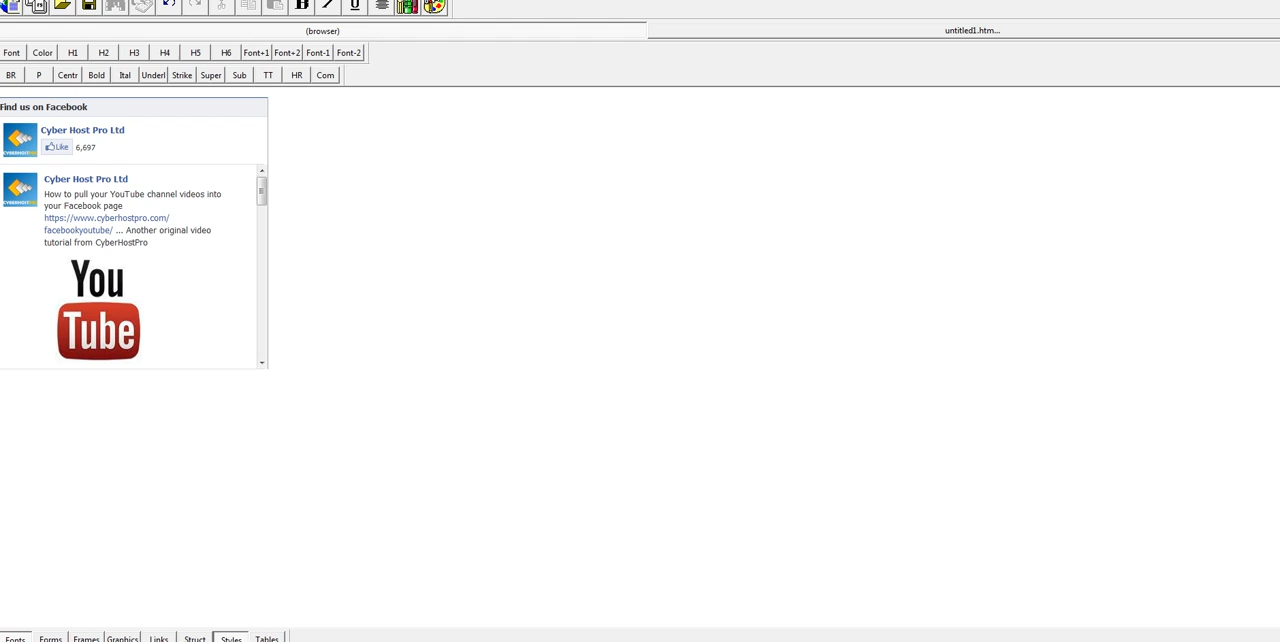 B U
(browser) untitled1.htm...
Font Color H1 H2 H3 H4 H5 H6 Font+1 Font+2 Font-1 Font-2
BR P Centr Bold Ital Underl Strike Super Sub TT HR Com
Find us on Facebook
Cyber Host Pro Ltd
Like 6,697
Cyber Host Pro Ltd
How to pull your YouTube channel videos into
your Facebook page
https://www.cyberhostpro.com/
facebookyoutube/ ... Another original video
tutorial from CyberHostPro
You
Tube
Fonts Forms Frames Graphics Links Struct Styles Tables